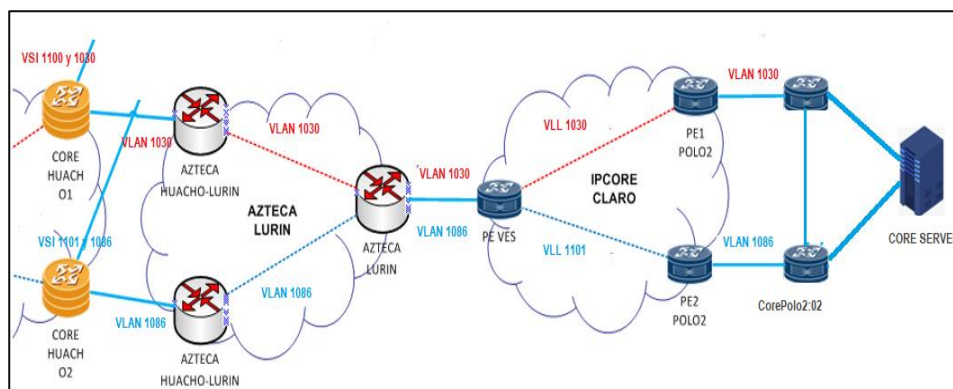 VSI 1100 y 1030
CORE
HUACH
O1
VLAN 1030
AZTECA
HUACHO-LURIN
VLAN 1030
VSI 1101 y 1086
CORE
HUACH
O2
VLAN 1086
AZTECA
HUACHO-LURIN
VLAN 1086
AZTECA
LURIN
AZTECA
LURIN
VLAN 1030
VLAN 1086
PE VES
VLL 1030
VLL 1101
IPCORE
CLARO
PE1
POLO2
VLAN 1030
PE2
POLO2
VLAN 1086
CorePolo2:02
CORE SERVER